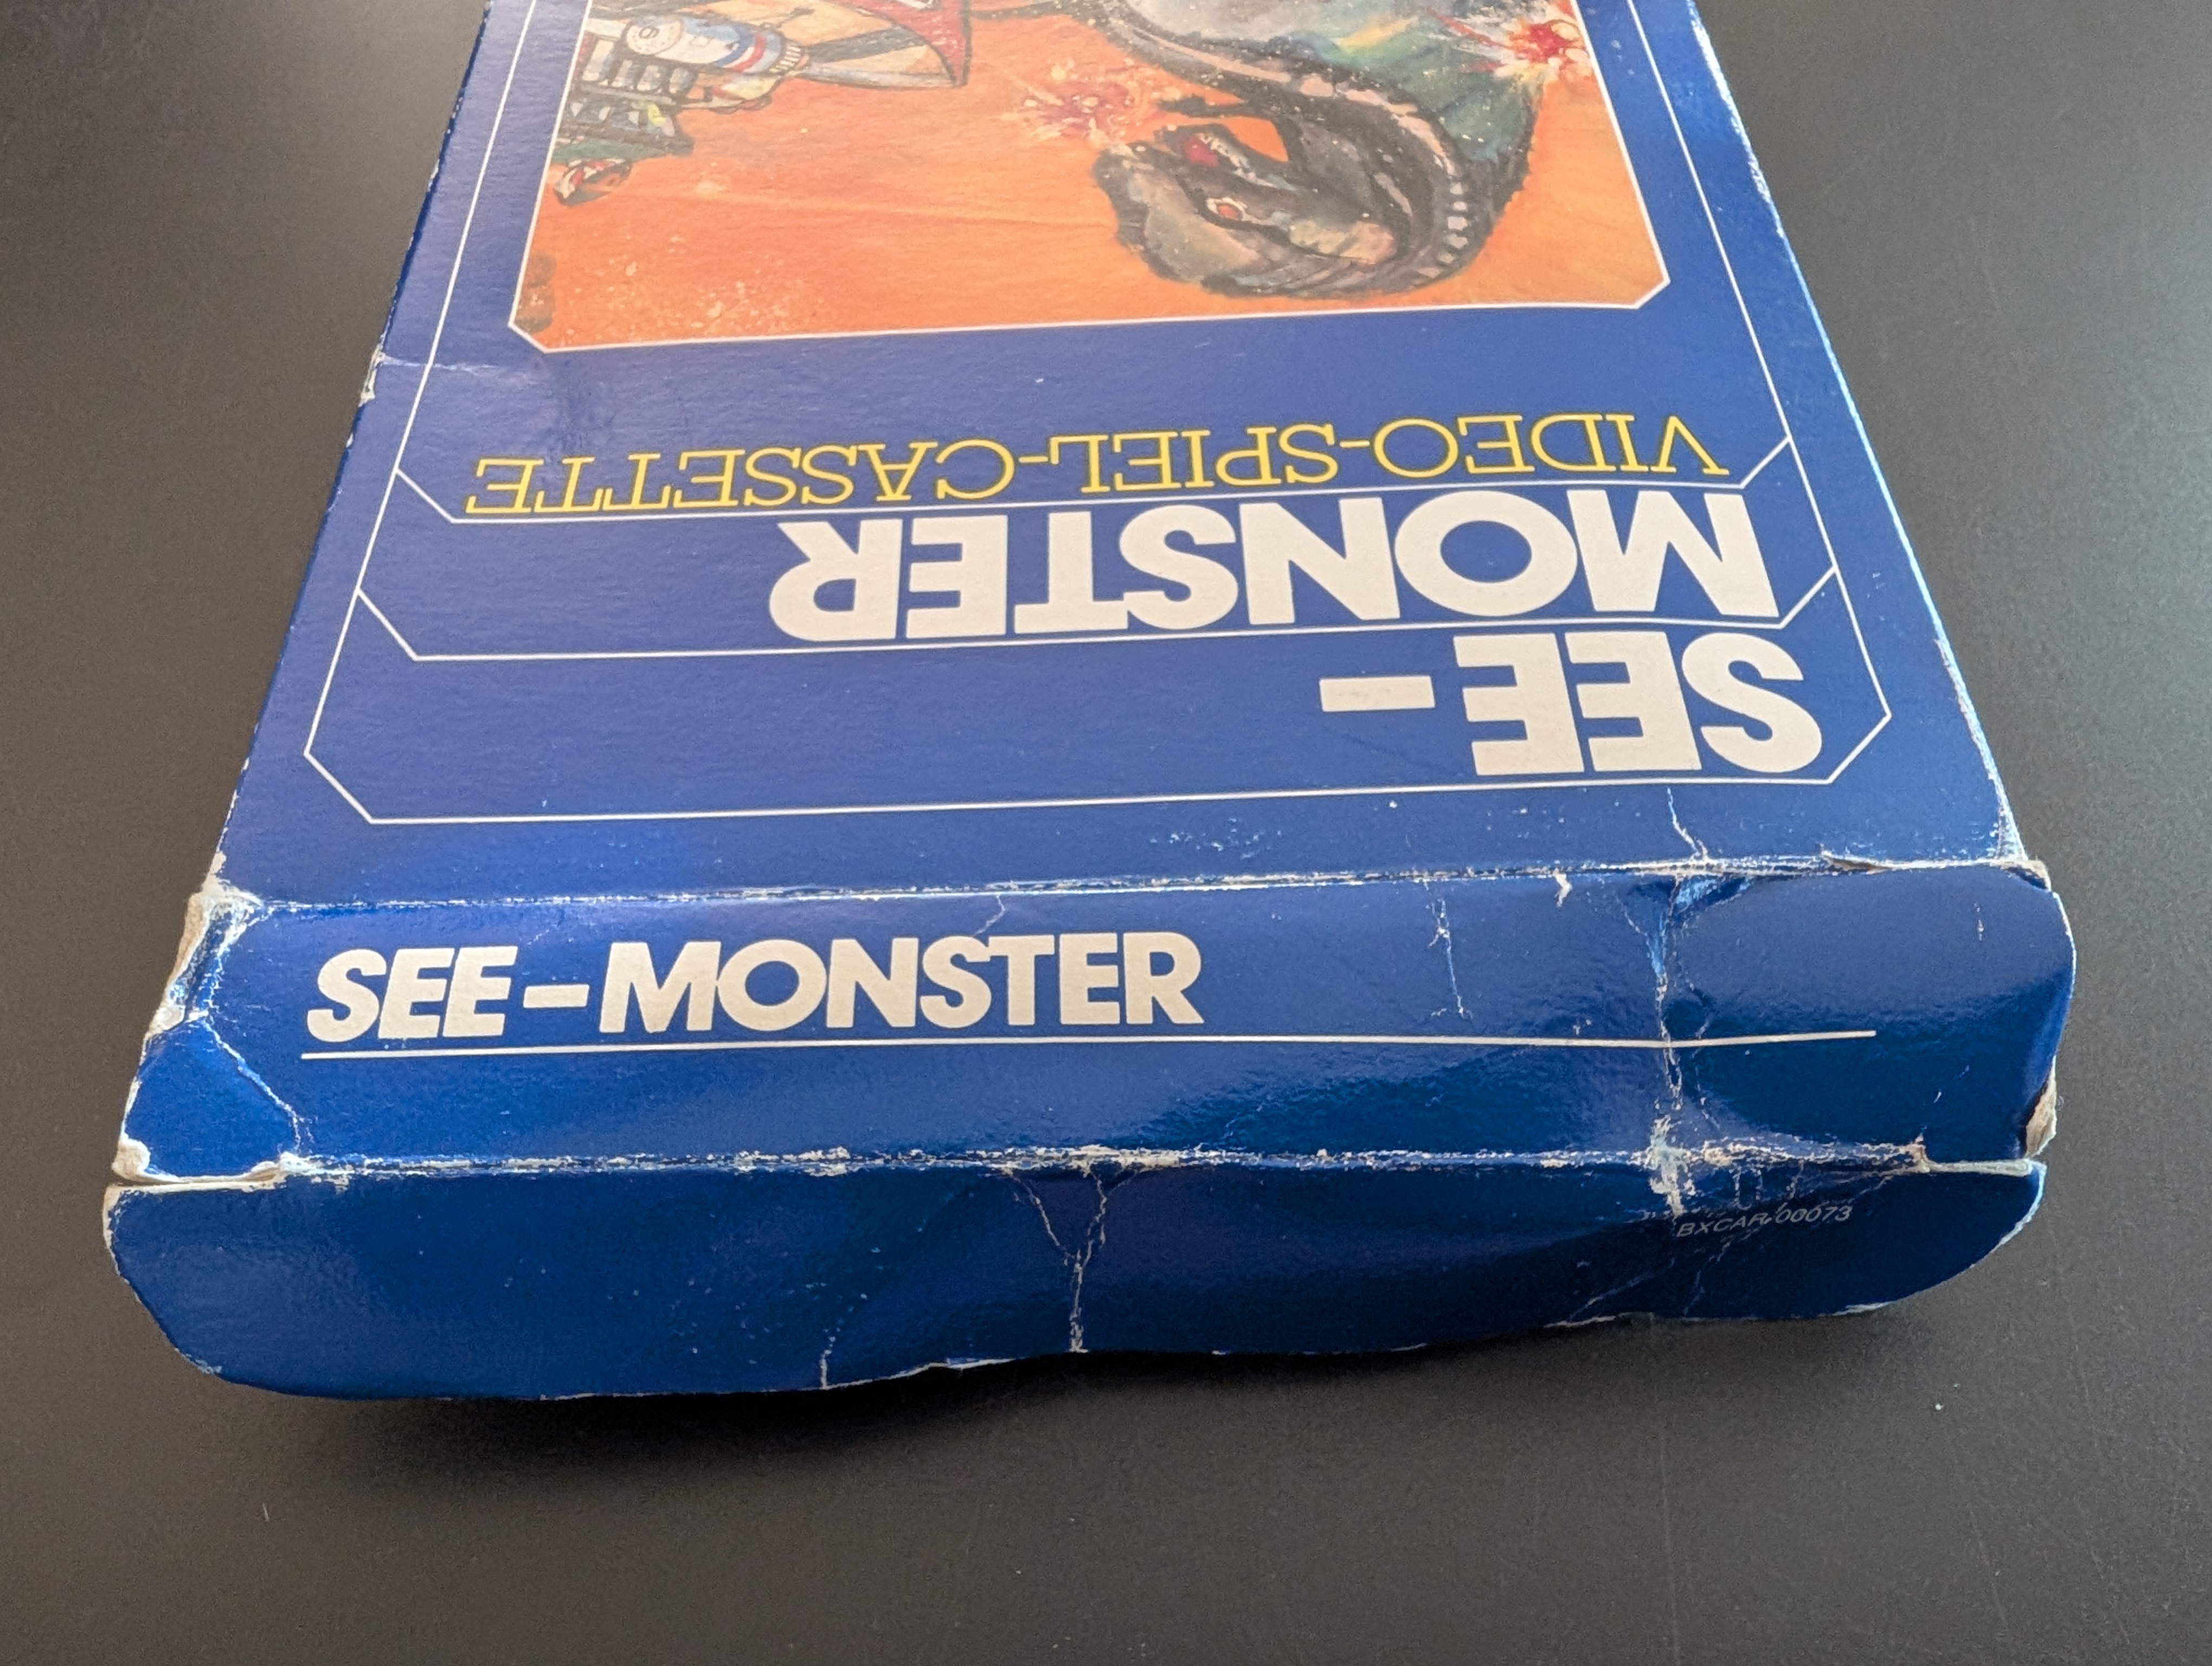 SEE-
MONSTER
VIDEO-SPIEL-CASSETTE
SEE-MONSTER
BXCAR 00073